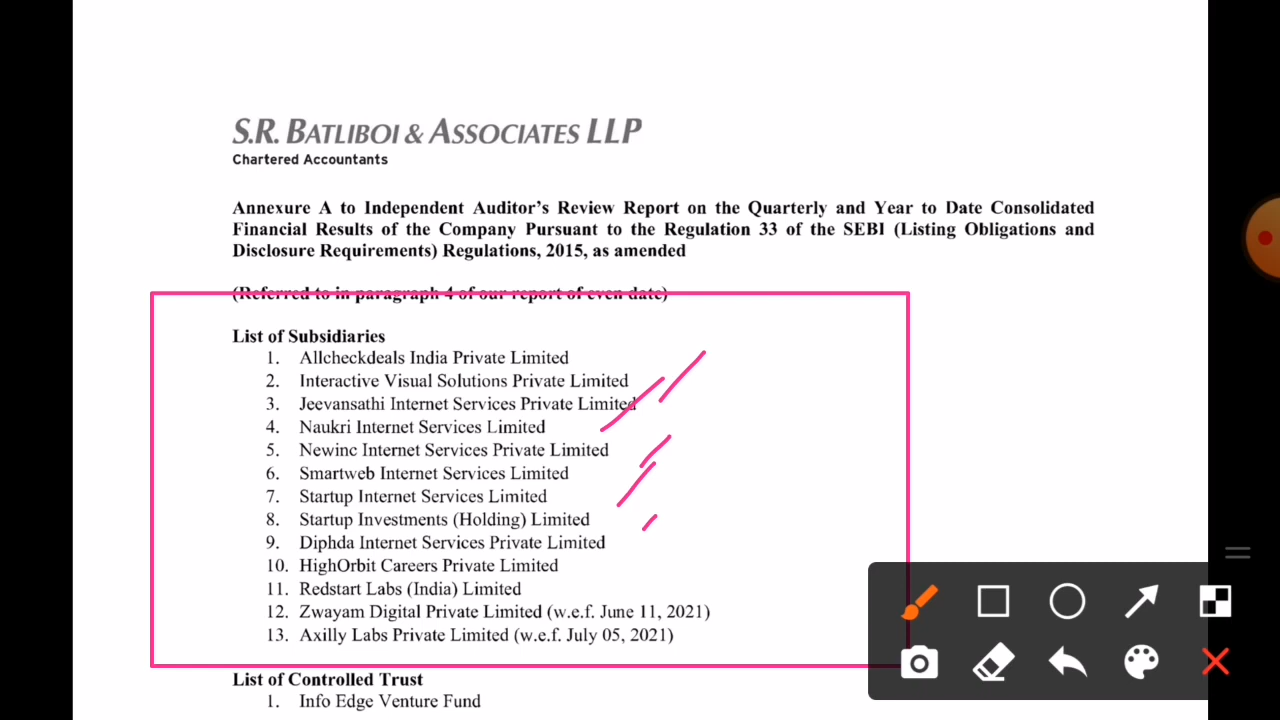 S.R. BATLIBOI & ASSOCIATES LLP
Chartered Accountants
Annexure A to Independent Auditor's Review Report on the Quarterly and Year to Date Consolidated
Financial Results of the Company Pursuant to the Regulation 33 of the SEBI (Listing Obligations and
Disclosure Requirements) Regulations, 2015, as amended
(Referred to in paragraph 4 of our report of even date)
List of Subsidiaries
1. Allcheckdeals India Private Limited
2. Interactive Visual Solutions Private Limited
3. Jeevansathi Internet Services Private Limited
4. Naukri Internet Services Limited
5. Newinc Internet Services Private Limited
6. Smartweb Internet Services Limited
7. Startup Internet Services Limited
8. Startup Investments (Holding) Limited
9. Diphda Internet Services Private Limited
10. HighOrbit Careers Private Limited
11. Redstart Labs (India) Limited
12. Zwayam Digital Private Limited (w.e.f. June 11, 2021)
13. Axilly Labs Private Limited (w.e.f. July 05, 2021)
List of Controlled Trust
1. Info Edge Venture Fund